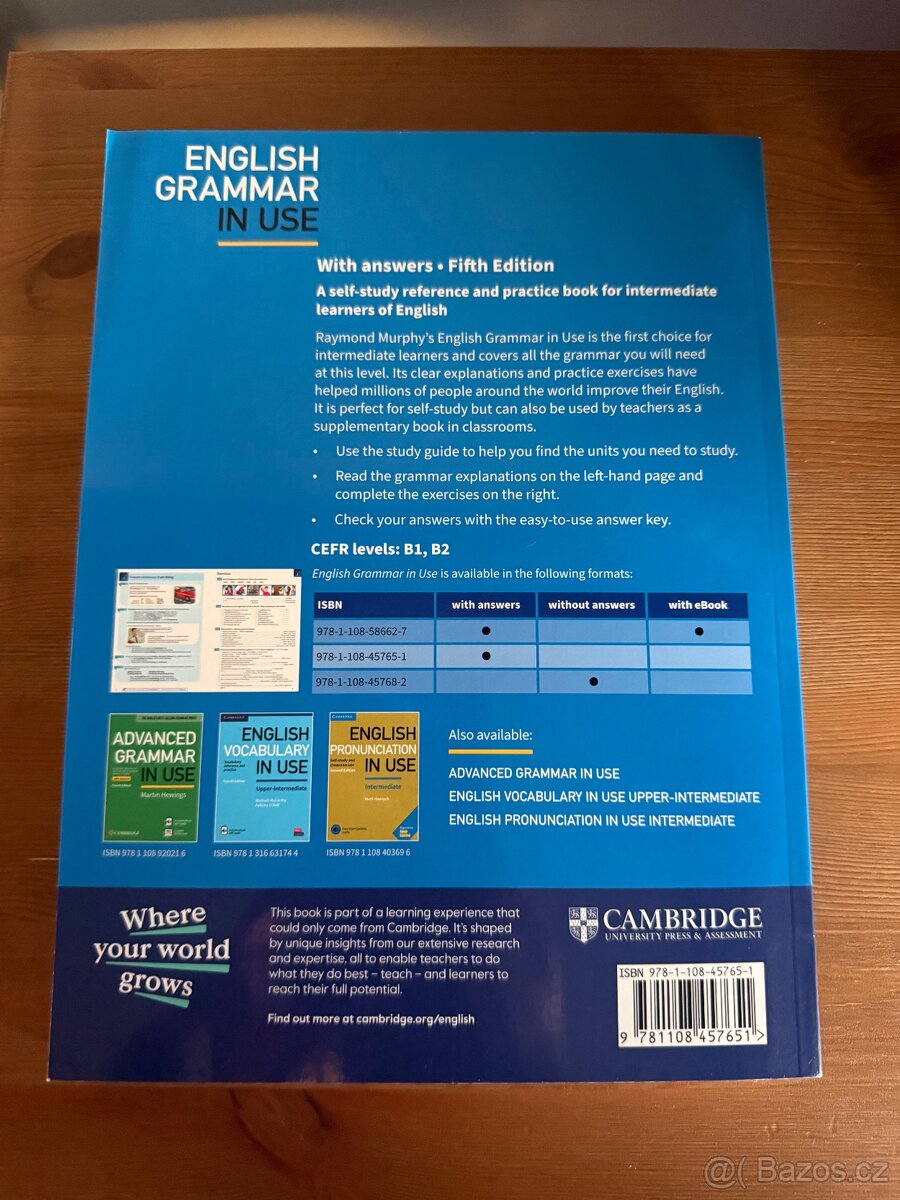 ENGLISH
GRAMMAR
IN USE
With answers • Fifth Edition
A self-study reference and practice book for intermediate
learners of English
Raymond Murphy's English Grammar in Use is the first choice for
intermediate learners and covers all the grammar you will need
at this level. Its clear explanations and practice exercises have
helped millions of people around the world improve their English.
It is perfect for self-study but can also be used by teachers as a
supplementary book in classrooms.
• Use the study guide to help you find the units you need to study.
• Read the grammar explanations on the left-hand page and
complete the exercises on the right.
• Check your answers with the easy-to-use answer key.
CEFR levels: B1, B2
English Grammar in Use is available in the following formats:
ISBN with answers without answers with eBook
978-1-108-58662-7 ● ●
978-1-108-45765-1 ●
978-1-108-45768-2 ●
ADVANCED
GRAMMAR
IN USE
Martin Hewings
ISBN 978 1 108 92021 6
ENGLISH
VOCABULARY
IN USE
Upper-intermediate
ISBN 978 1 316 63174 4
ENGLISH
PRONUNCIATION
IN USE
Intermediate
ISBN 978 1 108 40369 6
Also available:
ADVANCED GRAMMAR IN USE
ENGLISH VOCABULARY IN USE UPPER-INTERMEDIATE
ENGLISH PRONUNCIATION IN USE INTERMEDIATE
Where
your world
grows
This book is part of a learning experience that
could only come from Cambridge. It's shaped
by unique insights from our extensive research
and expertise, all to enable teachers to do
what they do best – teach – and learners to
reach their full potential.
Find out more at cambridge.org/english
CAMBRIDGE
UNIVERSITY PRESS & ASSESSMENT
ISBN 978-1-108-45765-1
9 781108 457651 >
@( Bazos.cz